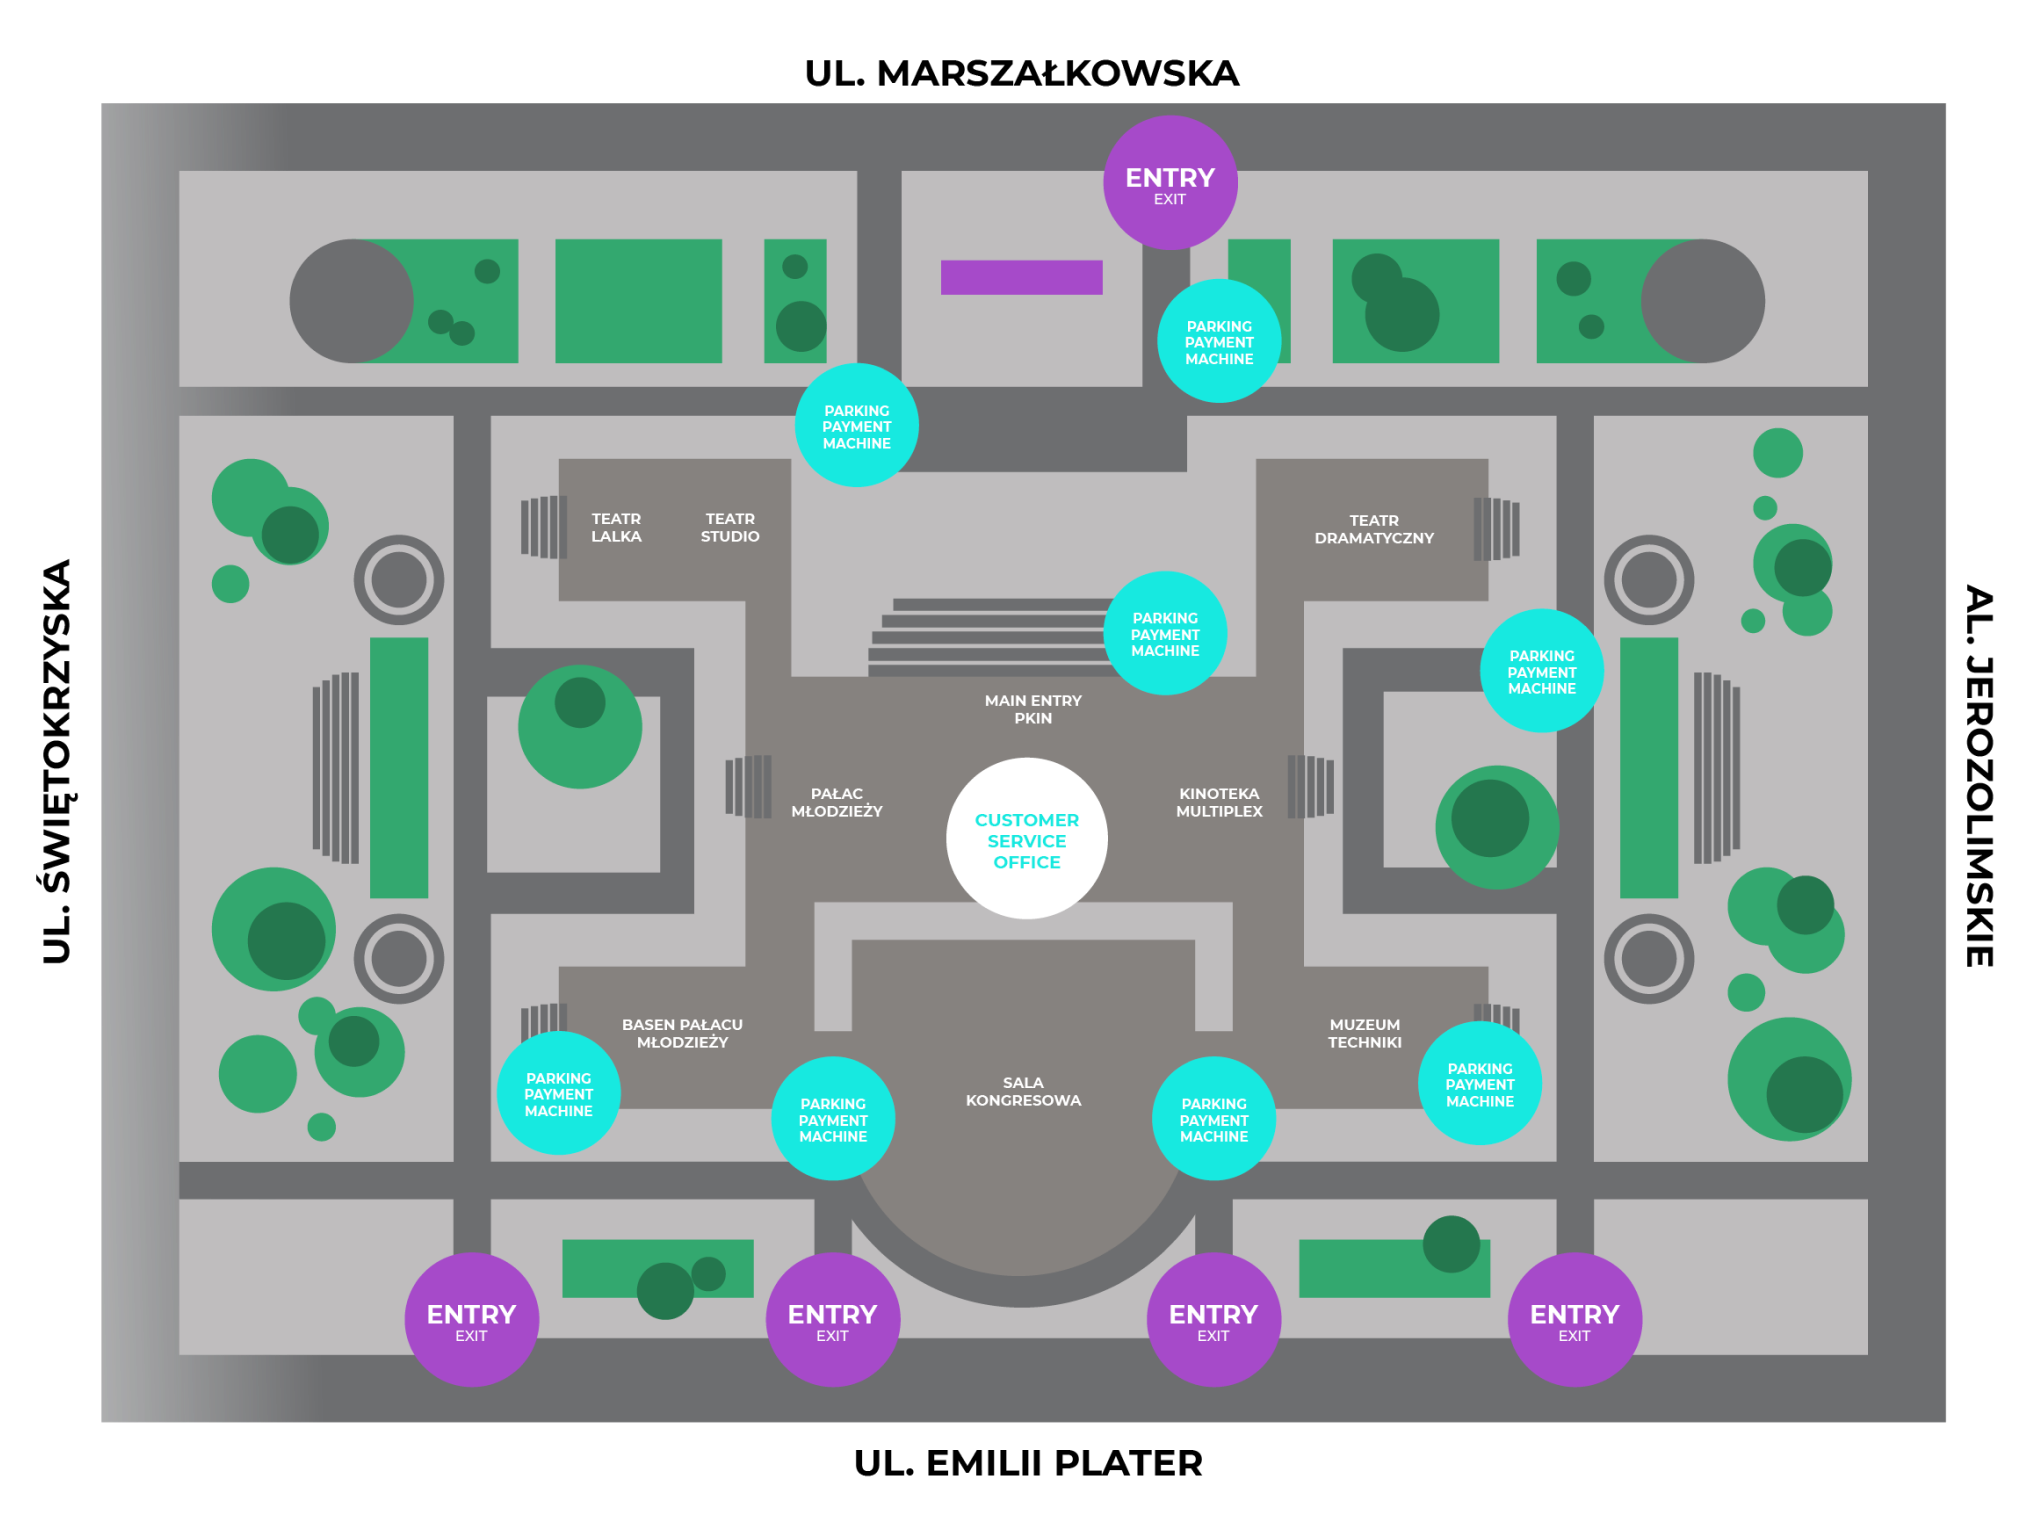 UL. MARSZAŁKOWSKA
ENTRY
EXIT
PARKING
PAYMENT
MACHINE
PARKING
PAYMENT
MACHINE
TEATR
LALKA
TEATR
STUDIO
TEATR
DRAMATYCZNY
PARKING
PAYMENT
MACHINE
PARKING
PAYMENT
MACHINE
MAIN ENTRY
PKIN
UL. ŚWIĘTOKRZYSKA
AL. JEROZOLIMSKIE
PAŁAC
MŁODZIEŻY
CUSTOMER
SERVICE
OFFICE
KINOTEKA
MULTIPLEX
BASEN PAŁACU
MŁODZIEŻY
MUZEUM
TECHNIKI
PARKING
PAYMENT
MACHINE
PARKING
PAYMENT
MACHINE
SALA
KONGRESOWA
PARKING
PAYMENT
MACHINE
PARKING
PAYMENT
MACHINE
ENTRY
EXIT
ENTRY
EXIT
ENTRY
EXIT
ENTRY
EXIT
UL. EMILII PLATER